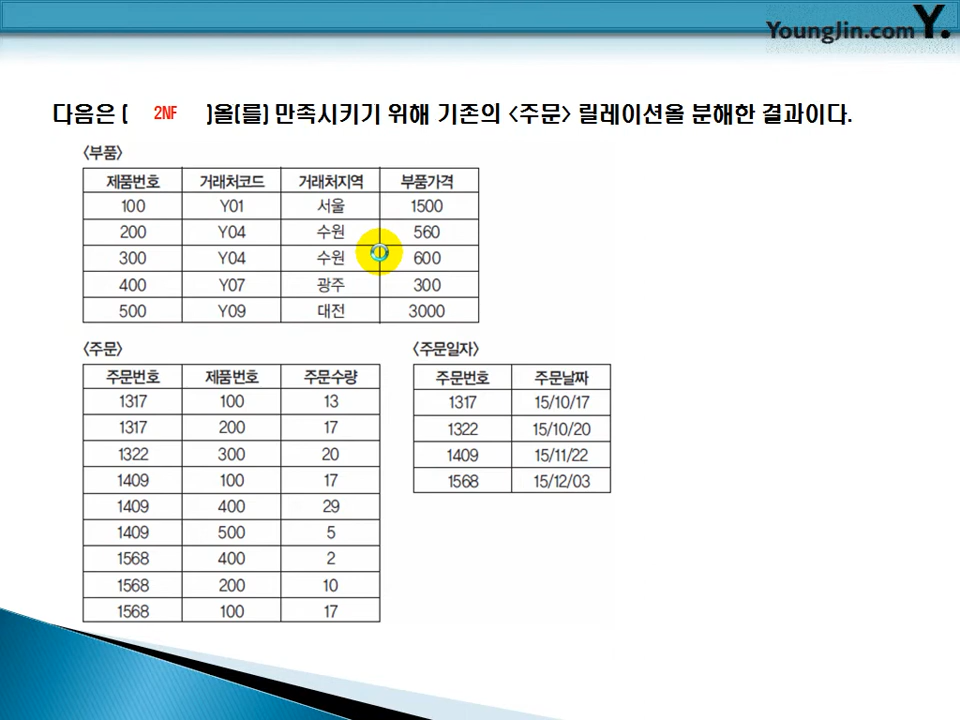 YoungJin.com Y.
다음은 ( 2NF )올(를) 만족시키기 위해 기존의 <주문> 릴레이션올 분해한 결과이다.
<부품>
제품번호 거래처코드 거래처지역 부품가격
100 Y01 서울 1500
200 Y04 수원 560
300 Y04 수원 600
400 Y07 광주 300
500 Y09 대전 3000
<주문>
주문번호 제품번호 주문수량
1317 100 13
1317 200 17
1322 300 20
1409 100 17
1409 400 29
1409 500 5
1568 400 2
1568 200 10
1568 100 17
<주문일자>
주문번호 주문날짜
1317 15/10/17
1322 15/10/20
1409 15/11/22
1568 15/12/03